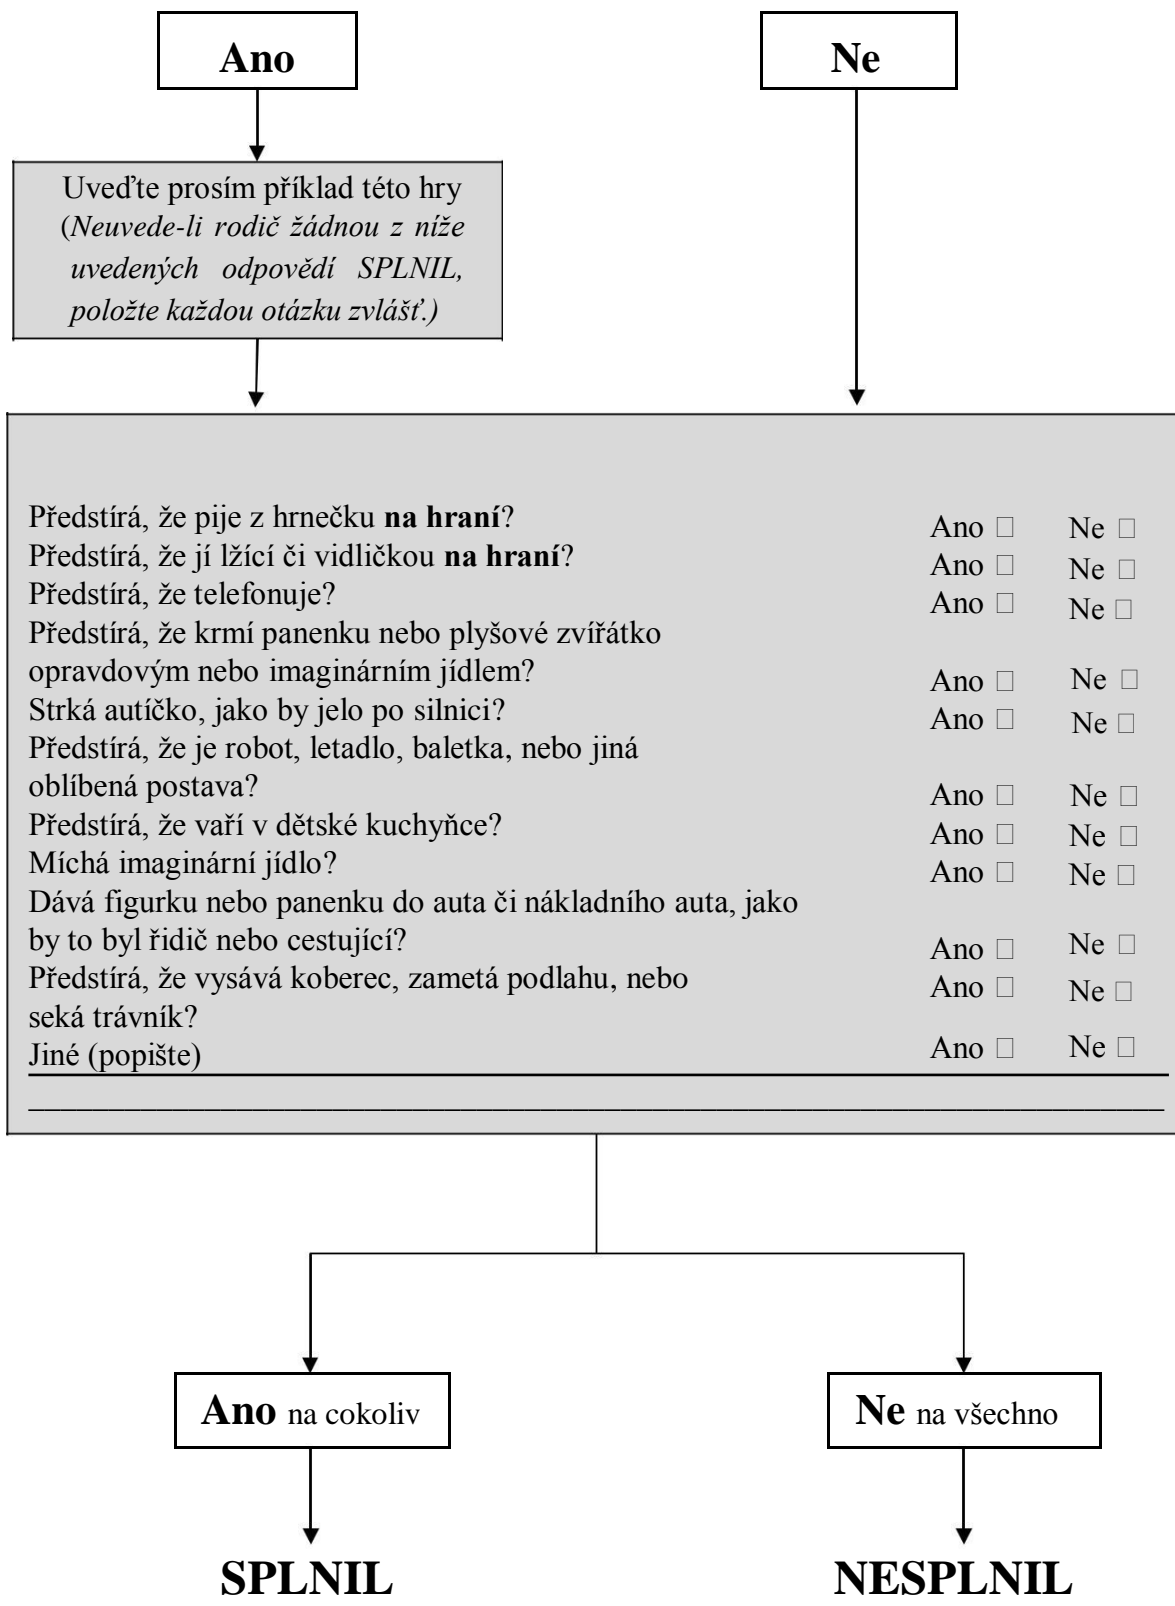 Ano
Ne
Uveďte prosím příklad této hry
(Neuvede-li rodič žádnou z níže
uvedených odpovědí SPLNIL,
položte každou otázku zvlášť.)
Předstírá, že pije z hrnečku na hraní? Ano □ Ne □
Předstírá, že jí lžící či vidličkou na hraní? Ano □ Ne □
Předstírá, že telefonuje? Ano □ Ne □
Předstírá, že krmí panenku nebo plyšové zvířátko
opravdovým nebo imaginárním jídlem? Ano □ Ne □
Strká autíčko, jako by jelo po silnici? Ano □ Ne □
Předstírá, že je robot, letadlo, baletka, nebo jiná
oblíbená postava? Ano □ Ne □
Předstírá, že vaří v dětské kuchyňce? Ano □ Ne □
Míchá imaginární jídlo? Ano □ Ne □
Dává figurku nebo panenku do auta či nákladního auta, jako
by to byl řidič nebo cestující? Ano □ Ne □
Předstírá, že vysává koberec, zametá podlahu, nebo Ano □ Ne □
seká trávník?
Jiné (popište) Ano □ Ne □
Ano na cokoliv
Ne na všechno
SPLNIL
NESPLNIL